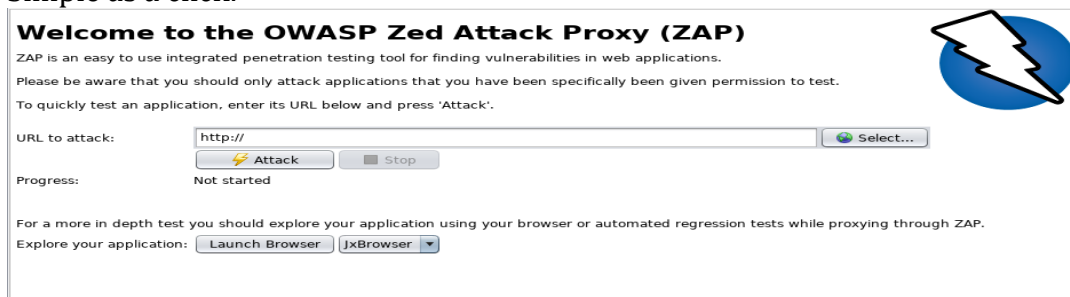 Simple as a click.
Welcome to the OWASP Zed Attack Proxy (ZAP)
ZAP is an easy to use integrated penetration testing tool for finding vulnerabilities in web applications.
Please be aware that you should only attack applications that you have been specifically been given permission to test.
To quickly test an application, enter its URL below and press 'Attack'.
URL to attack: http:// Select...
Attack Stop
Progress: Not started
For a more in depth test you should explore your application using your browser or automated regression tests while proxying through ZAP.
Explore your application: Launch Browser JxBrowser